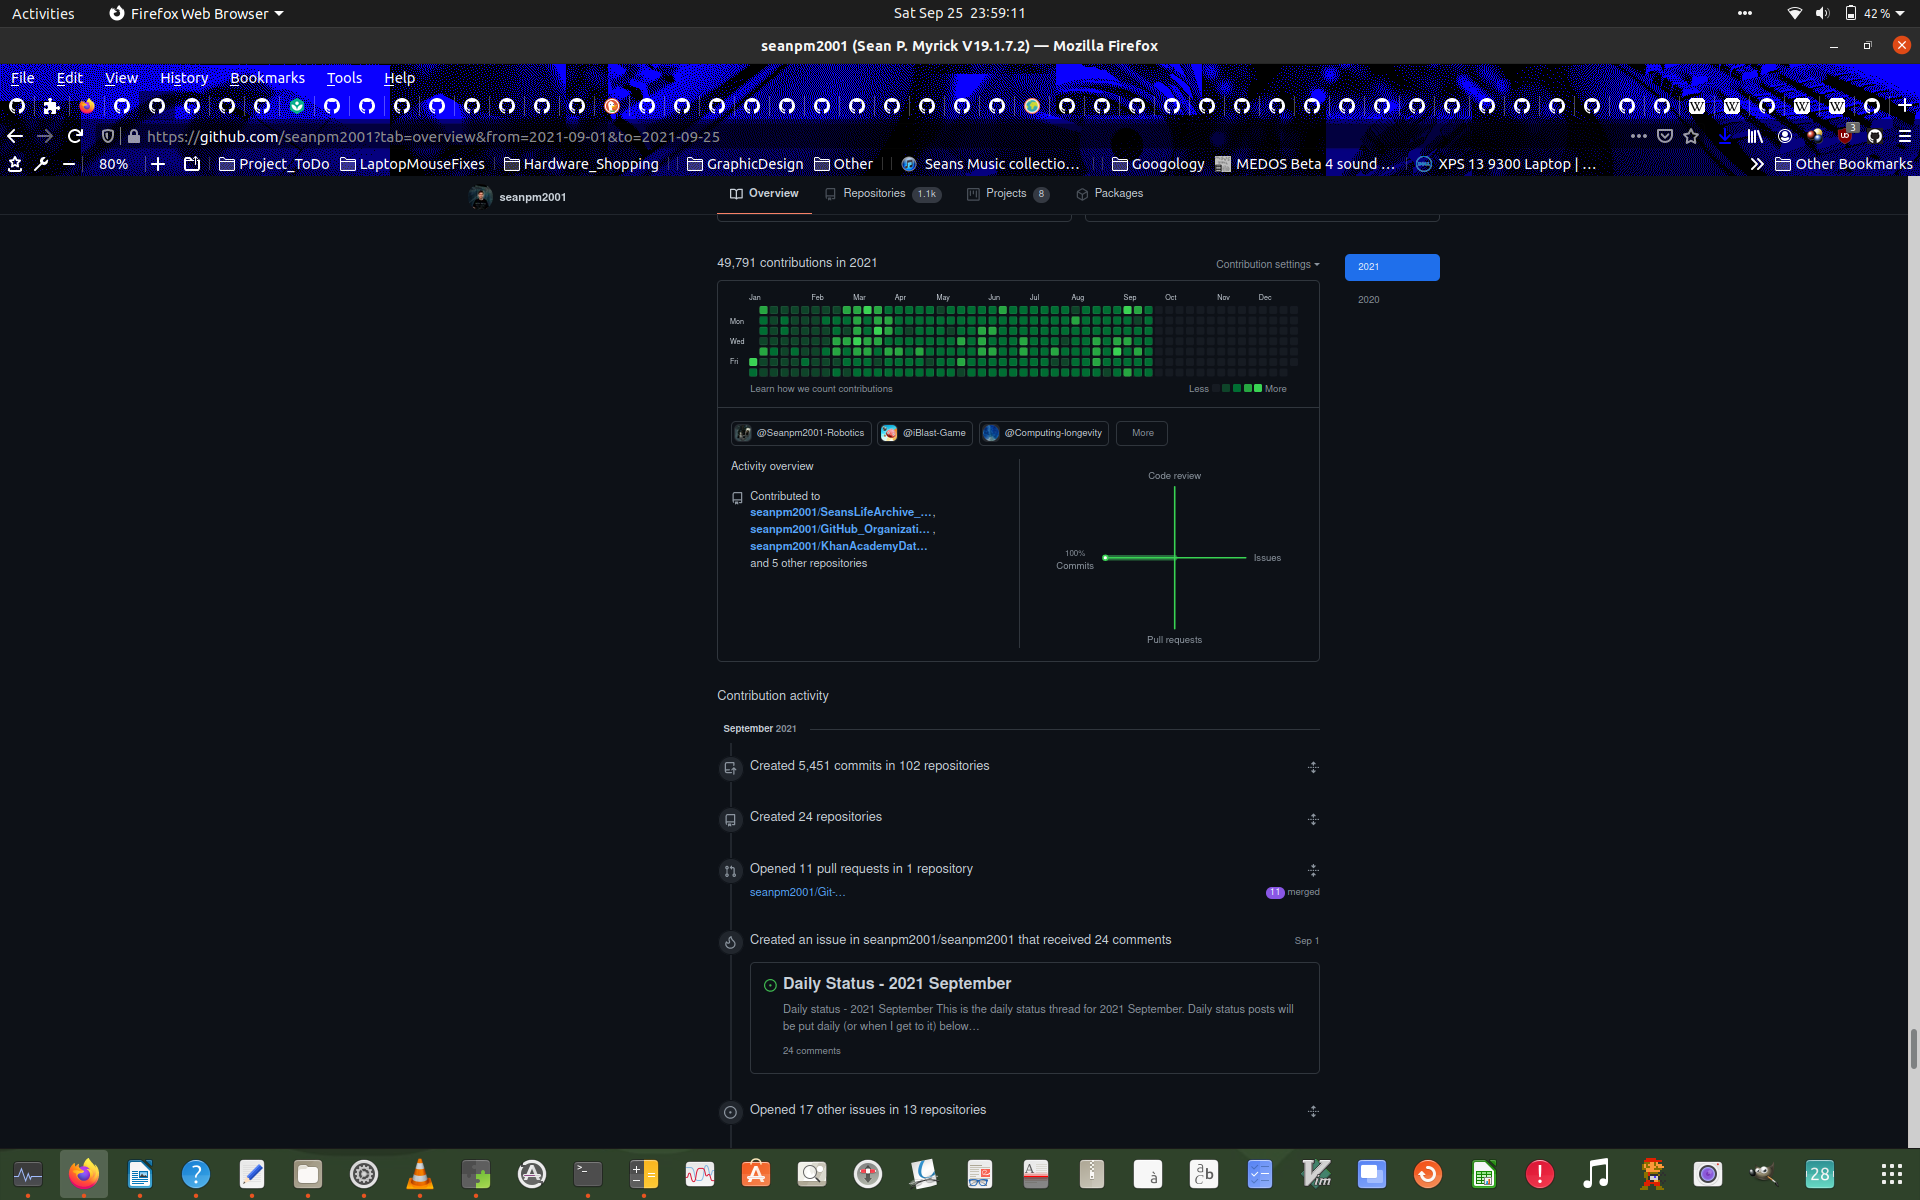 Activities
Firefox Web Browser
Sat Sep 25 23:59:11
42 %
seanpm2001 (Sean P. Myrick V19.1.7.2) — Mozilla Firefox
File Edit View History Bookmarks Tools Help
https://github.com/seanpm2001?tab=overview&from=2021-09-01&to=2021-09-25
3
80%
Project_ToDo
LaptopMouseFixes
Hardware_Shopping
GraphicDesign
Other
Seans Music collectio…
Googology
MEDOS Beta 4 sound …
XPS 13 9300 Laptop | …
Other Bookmarks
seanpm2001
Overview
Repositories 1.1k
Projects 8
Packages
49,791 contributions in 2021
Contribution settings
2021
2020
Jan Feb Mar Apr May Jun Jul Aug Sep Oct Nov Dec
Mon
Wed
Fri
Learn how we count contributions
Less More
@Seanpm2001-Robotics
@iBlast-Game
@Computing-longevity
More
Activity overview
Contributed to
seanpm2001/SeansLifeArchive_…,
seanpm2001/GitHub_Organizati… ,
seanpm2001/KhanAcademyDat…
and 5 other repositories
Code review
100%
Commits
Issues
Pull requests
Contribution activity
September 2021
Created 5,451 commits in 102 repositories
Created 24 repositories
Opened 11 pull requests in 1 repository
seanpm2001/Git-…
11 merged
Created an issue in seanpm2001/seanpm2001 that received 24 comments
Sep 1
Daily Status - 2021 September
Daily status - 2021 September This is the daily status thread for 2021 September. Daily status posts will
be put daily (or when I get to it) below…
24 comments
Opened 17 other issues in 13 repositories
28